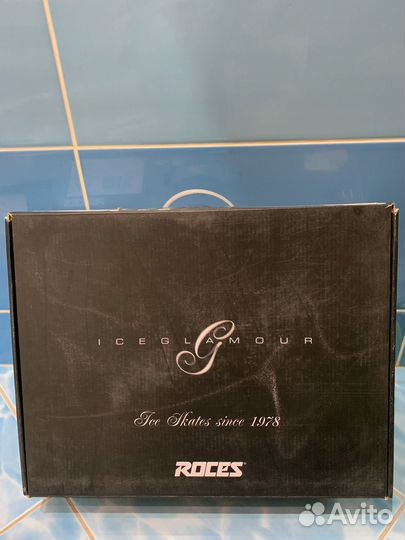 ICEGLAMOUR
G
Ice Skates since 1978
ROCES
Avito